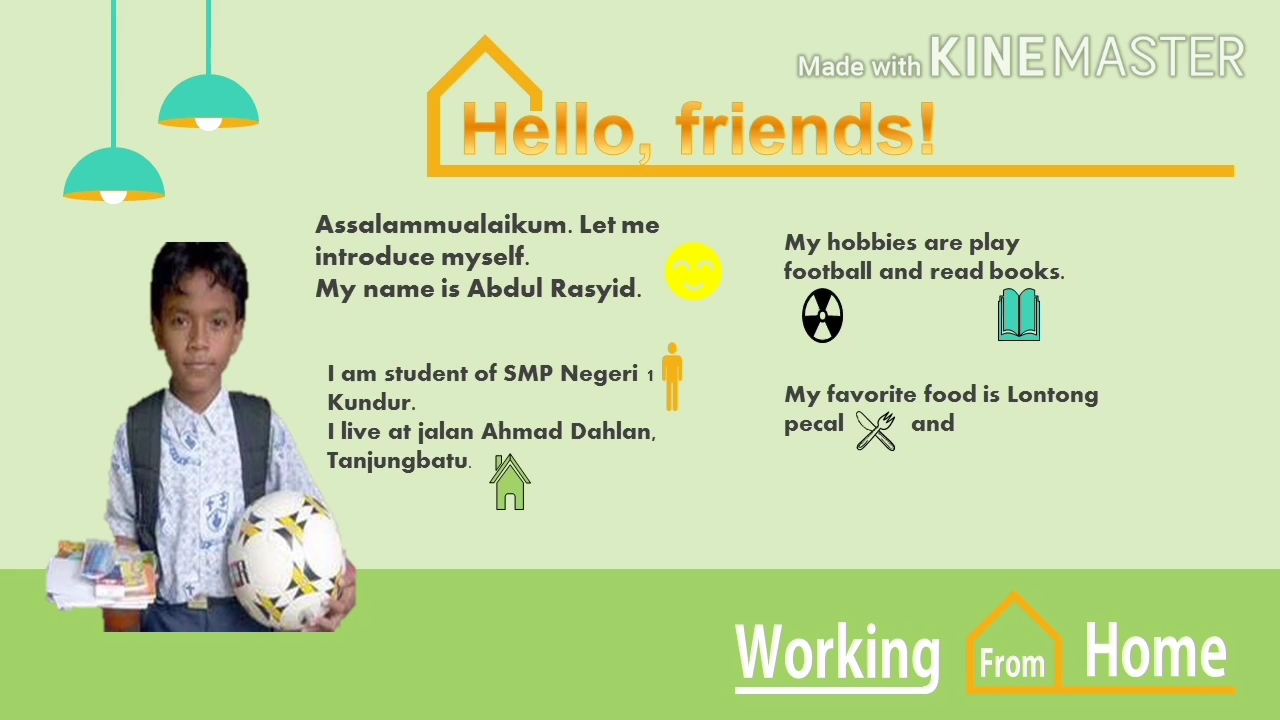 Made with KINEMASTER
Hello, friends!
Assalammualaikum. Let me
introduce myself.
My name is Abdul Rasyid.
I am student of SMP Negeri 1
Kundur.
I live at jalan Ahmad Dahlan,
Tanjungbatu.
My hobbies are play
football and read books.
My favorite food is Lontong
pecal and
Working From Home